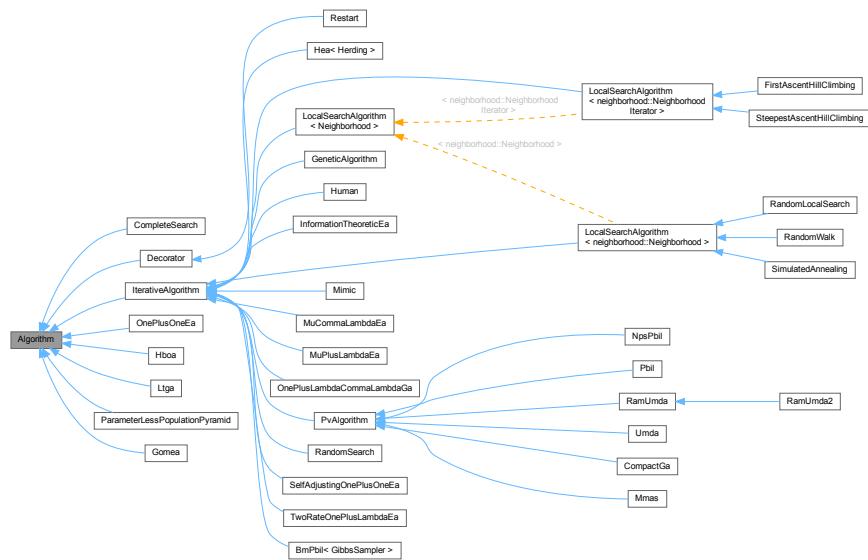 Restart
Hea< Herding >
LocalSearchAlgorithm
< neighborhood::Neighborhood
Iterator >
FirstAscentHillClimbing
SteepestAscentHillClimbing
< neighborhood::Neighborhood
Iterator >
LocalSearchAlgorithm
< Neighborhood >
< neighborhood::Neighborhood >
GeneticAlgorithm
Human
InformationTheoreticEa
RandomLocalSearch
LocalSearchAlgorithm
< neighborhood::Neighborhood >
RandomWalk
SimulatedAnnealing
CompleteSearch
Decorator
IterativeAlgorithm
Mimic
OnePlusOneEa
MuCommaLambdaEa
Algorithm
Hboa
MuPlusLambdaEa
NpsPbil
Pbil
Ltga
OnePlusLambdaCommaLambdaGa
RamUmda
RamUmda2
ParameterLessPopulationPyramid
PvAlgorithm
Umda
Gomea
RandomSearch
CompactGa
SelfAdjustingOnePlusOneEa
Mmas
TwoRateOnePlusLambdaEa
BmPbil< GibbsSampler >